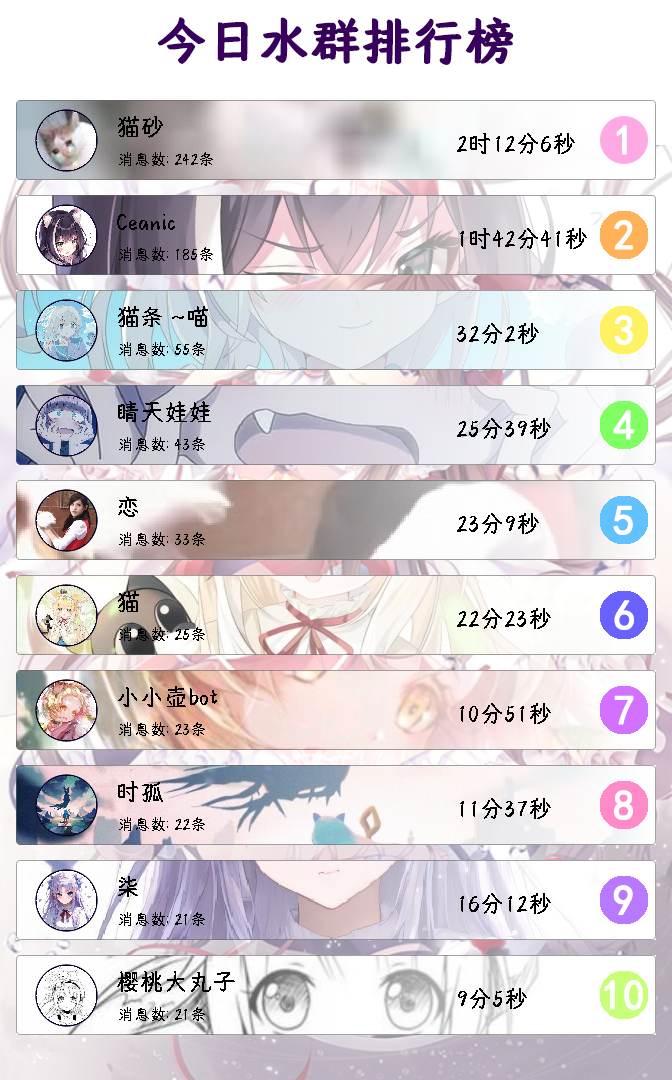 今日水群排行榜
猫砂
消息数: 242条
2时12分6秒
1
Ceanic
消息数: 185条
1时42分41秒
2
猫条 ~喵
消息数: 55条
32分2秒
3
晴天娃娃
消息数: 43条
25分39秒
4
恋
消息数: 33条
23分9秒
5
猫
消息数: 25条
22分23秒
6
小小壶bot
消息数: 23条
10分51秒
7
时孤
消息数: 22条
11分37秒
8
柒
消息数: 21条
16分12秒
9
樱桃大丸子
消息数: 21条
9分5秒
10